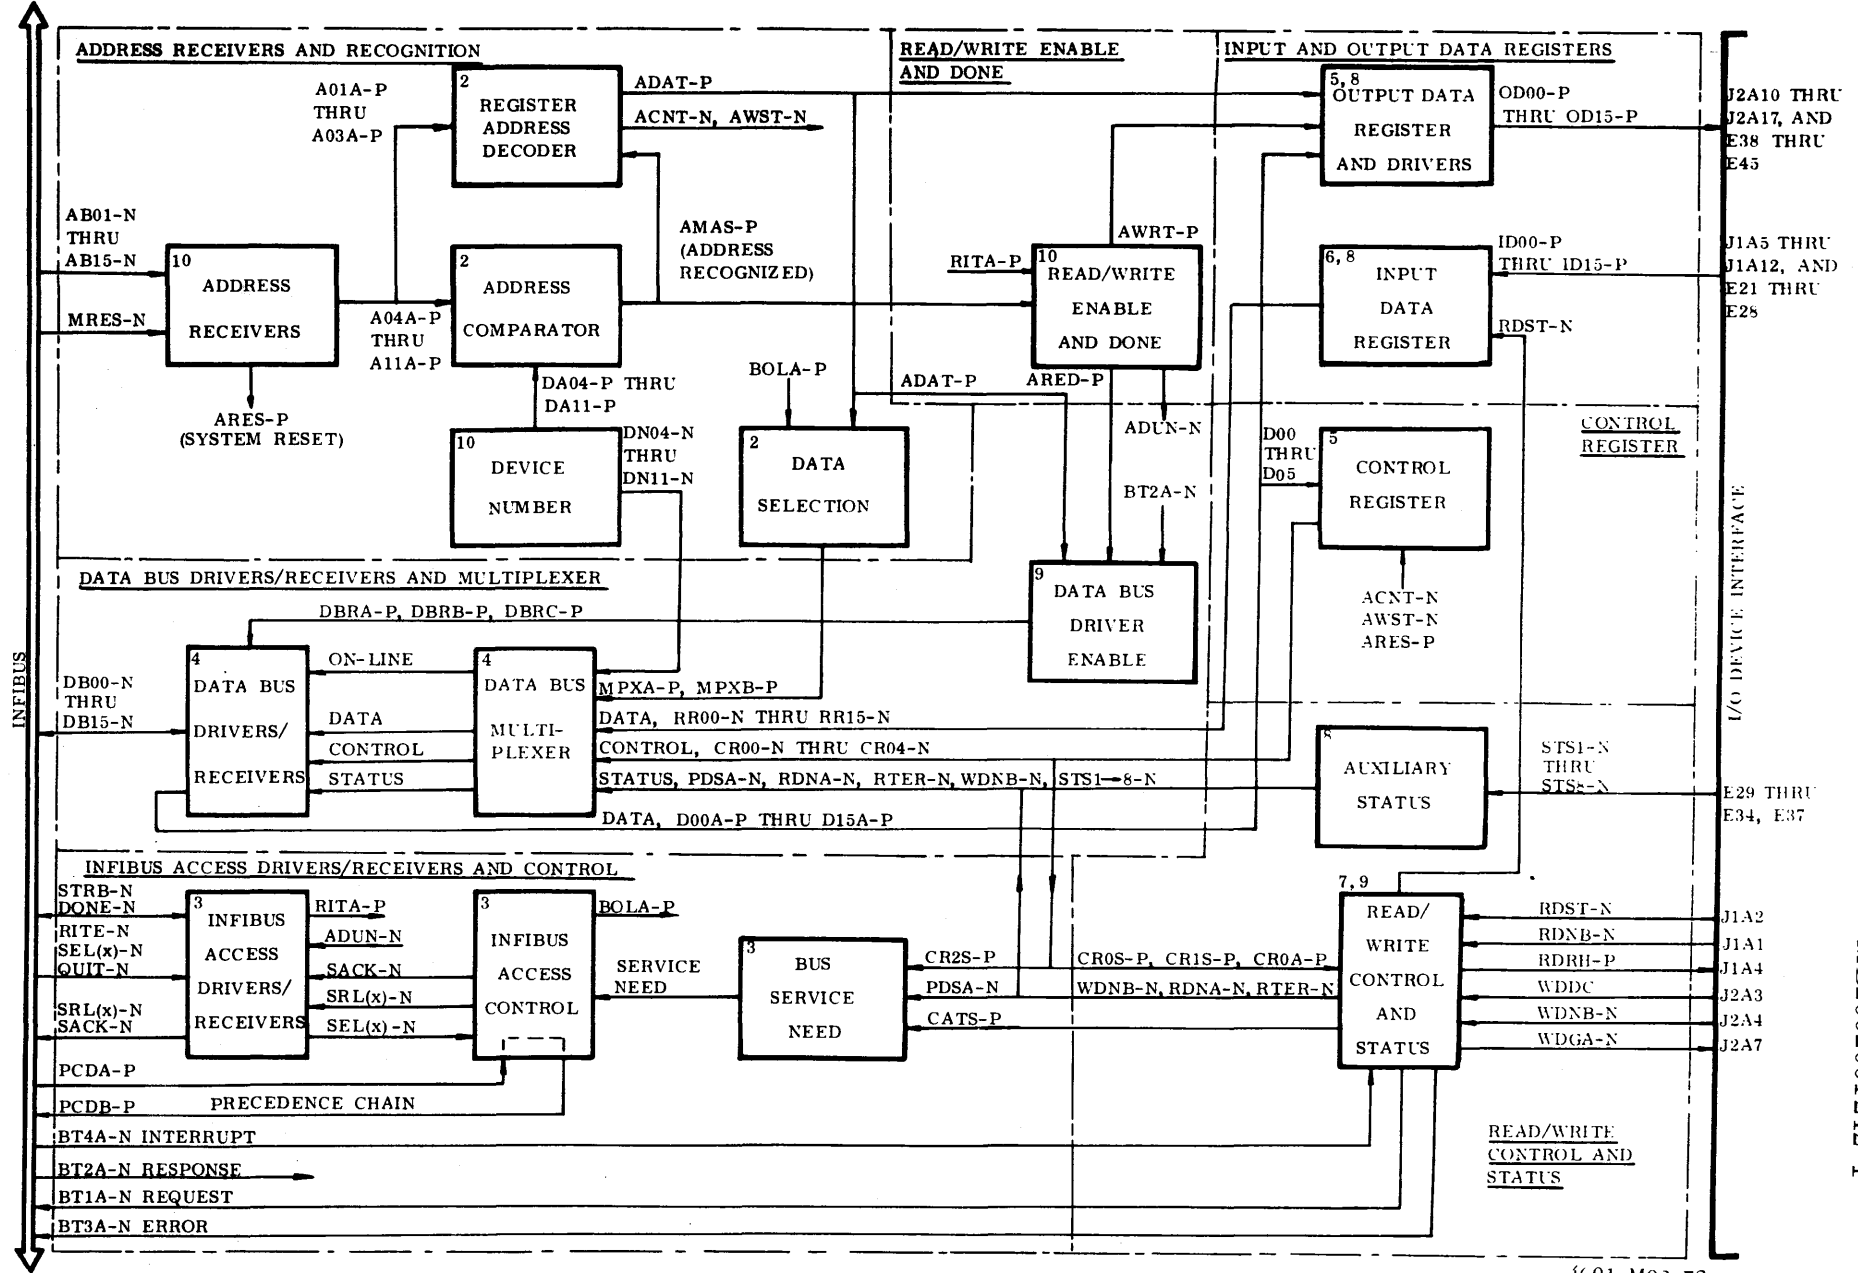 ADDRESS RECEIVERS AND RECOGNITION
READ/WRITE ENABLE
AND DONE
INPUT AND OUTPUT DATA REGISTERS
A01A-P
THRU
A03A-P
2
REGISTER
ADDRESS
DECODER
ADAT-P
ACNT-N, AWST-N
5, 8
OUTPUT DATA
REGISTER
AND DRIVERS
OD00-P
THRU OD15-P
J2A10 THRU
J2A17, AND
E38 THRU
E45
AB01-N
THRU
AB15-N
MRES-N
10
ADDRESS
RECEIVERS
A04A-P
THRU
A11A-P
2
ADDRESS
COMPARATOR
AMAS-P
(ADDRESS
RECOGNIZED)
RITA-P
AWRT-P
10
READ/WRITE
ENABLE
AND DONE
6, 8
INPUT
DATA
REGISTER
ID00-P
THRU ID15-P
RDST-N
J1A5 THRU
J1A12, AND
E21 THRU
E28
ARES-P
(SYSTEM RESET)
DA04-P THRU
DA11-P
BOLA-P
ADAT-P
ARED-P
ADUN-N
10
DEVICE
NUMBER
DN04-N
THRU
DN11-N
2
DATA
SELECTION
BT2A-N
D00
THRU
D05
5
CONTROL
REGISTER
CONTROL
REGISTER
ACNT-N
AWST-N
ARES-P
I/O DEVICE INTERFACE
INFIBUS
DATA BUS DRIVERS/RECEIVERS AND MULTIPLEXER
DBRA-P, DBRB-P, DBRC-P
9
DATA BUS
DRIVER
ENABLE
DB00-N
THRU
DB15-N
4
DATA BUS
DRIVERS/
RECEIVERS
ON-LINE
DATA
CONTROL
STATUS
4
DATA BUS
MULTI-
PLEXER
MPXA-P, MPXB-P
DATA, RR00-N THRU RR15-N
CONTROL, CR00-N THRU CR04-N
STATUS, PDSA-N, RDNA-N, RTER-N, WDNB-N, STS1→8-N
DATA, D00A-P THRU D15A-P
8
AUXILIARY
STATUS
STS1-N
THRU
STS8-N
E29 THRU
E34, E37
INFIBUS ACCESS DRIVERS/RECEIVERS AND CONTROL
STRB-N
DONE-N
RITE-N
SEL(x)-N
QUIT-N
SRL(x)-N
SACK-N
3
INFIBUS
ACCESS
DRIVERS/
RECEIVERS
RITA-P
ADUN-N
SACK-N
SRL(x)-N
SEL(x)-N
3
INFIBUS
ACCESS
CONTROL
BOLA-P
SERVICE
NEED
3
BUS
SERVICE
NEED
CR2S-P
PDSA-N
CATS-P
CR0S-P, CR1S-P, CR0A-P
WDNB-N, RDNA-N, RTER-N
7, 9
READ/
WRITE
CONTROL
AND
STATUS
RDST-N
RDNB-N
RDRH-P
WDDC
WDNB-N
WDGA-N
J1A2
J1A1
J1A4
J2A3
J2A4
J2A7
PCDA-P
PCDB-P
PRECEDENCE CHAIN
BT4A-N INTERRUPT
BT2A-N RESPONSE
BT1A-N REQUEST
BT3A-N ERROR
READ/WRITE
CONTROL AND
STATUS